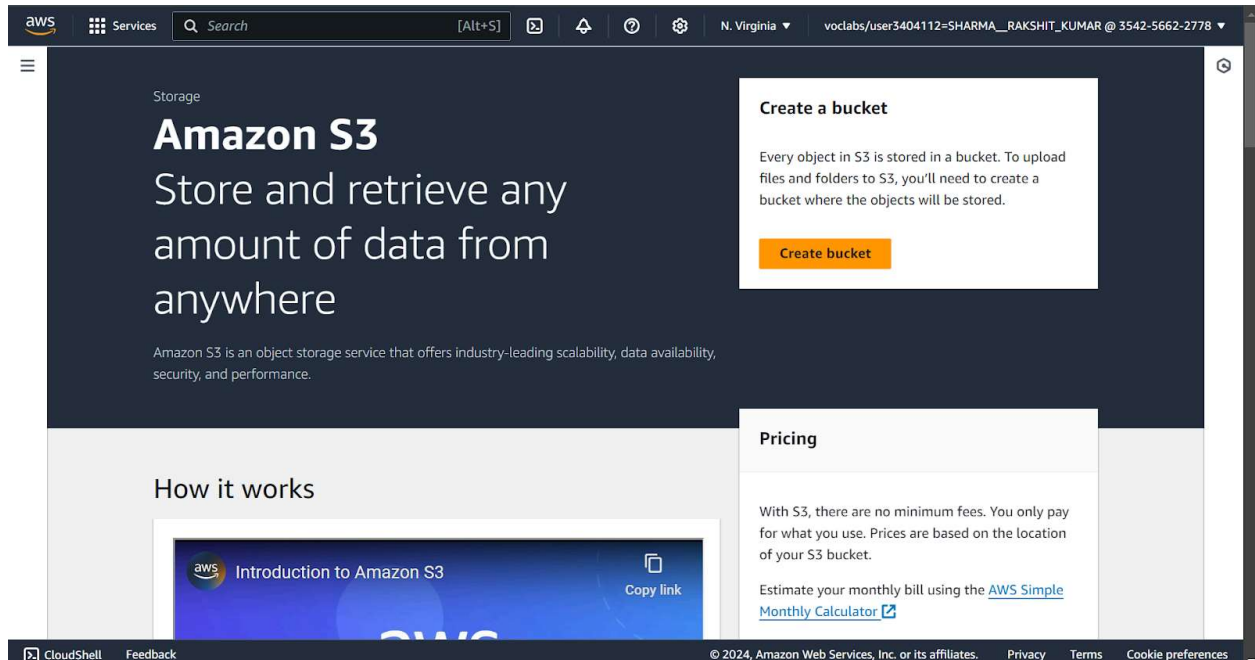 aws
Services
Search
[Alt+S]
N. Virginia
voclabs/user3404112=SHARMA__RAKSHIT_KUMAR @ 3542-5662-2778
Storage
Amazon S3
Store and retrieve any
amount of data from
anywhere
Amazon S3 is an object storage service that offers industry-leading scalability, data availability,
security, and performance.
Create a bucket
Every object in S3 is stored in a bucket. To upload
files and folders to S3, you'll need to create a
bucket where the objects will be stored.
Create bucket
Pricing
With S3, there are no minimum fees. You only pay
for what you use. Prices are based on the location
of your S3 bucket.
Estimate your monthly bill using the AWS Simple
Monthly Calculator
How it works
aws
Introduction to Amazon S3
Copy link
aws
CloudShell
Feedback
© 2024, Amazon Web Services, Inc. or its affiliates.
Privacy
Terms
Cookie preferences